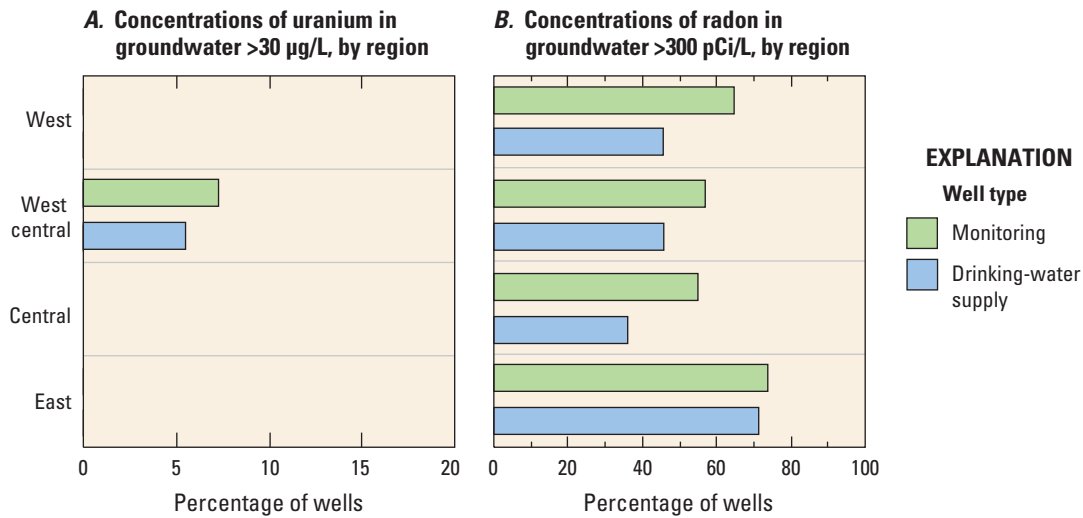 A. Concentrations of uranium in
groundwater >30 µg/L, by region
B. Concentrations of radon in
groundwater >300 pCi/L, by region
West
West
central
Central
East
0 5 10 15 20
Percentage of wells
0 20 40 60 80 100
Percentage of wells
EXPLANATION
Well type
Monitoring
Drinking-water
supply